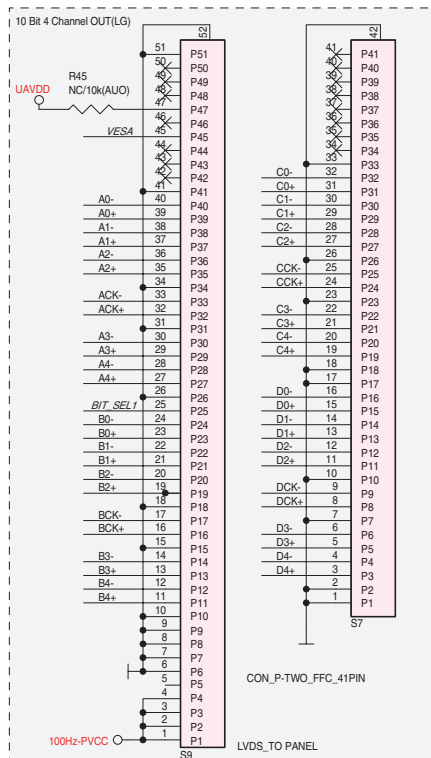 10 Bit 4 Channel OUT(LG)
52
51 P51
50 P50
49 P49
48 P48
R45
NC/10k(AUO)
UAVDD
47 P47
46 P46
VESA 45 P45
44 P44
43 P43
42 P42
41 P41
A0- 40 P40
A0+ 39 P39
A1- 38 P38
A1+ 37 P37
A2- 36 P36
A2+ 35 P35
34 P34
ACK- 33 P33
ACK+ 32 P32
31 P31
A3- 30 P30
A3+ 29 P29
A4- 28 P28
A4+ 27 P27
26 P26
BIT_SEL1 25 P25
B0- 24 P24
B0+ 23 P23
B1- 22 P22
B1+ 21 P21
B2- 20 P20
B2+ 19 P19
18 P18
BCK- 17 P17
BCK+ 16 P16
15 P15
B3- 14 P14
B3+ 13 P13
B4- 12 P12
B4+ 11 P11
10 P10
9 P9
8 P8
7 P7
6 P6
5 P5
4 P4
3 P3
2 P2
100Hz-PVCC 1 P1
S9
LVDS_TO PANEL
42
41 P41
40 P40
39 P39
38 P38
37 P37
36 P36
35 P35
34 P34
33 P33
C0- 32 P32
C0+ 31 P31
C1- 30 P30
C1+ 29 P29
C2- 28 P28
C2+ 27 P27
26 P26
CCK- 25 P25
CCK+ 24 P24
23 P23
C3- 22 P22
C3+ 21 P21
C4- 20 P20
C4+ 19 P19
18 P18
17 P17
D0- 16 P16
D0+ 15 P15
D1- 14 P14
D1+ 13 P13
D2- 12 P12
D2+ 11 P11
10 P10
DCK- 9 P9
DCK+ 8 P8
7 P7
D3- 6 P6
D3+ 5 P5
D4- 4 P4
D4+ 3 P3
2 P2
1 P1
S7
CON_P-TWO_FFC_41PIN